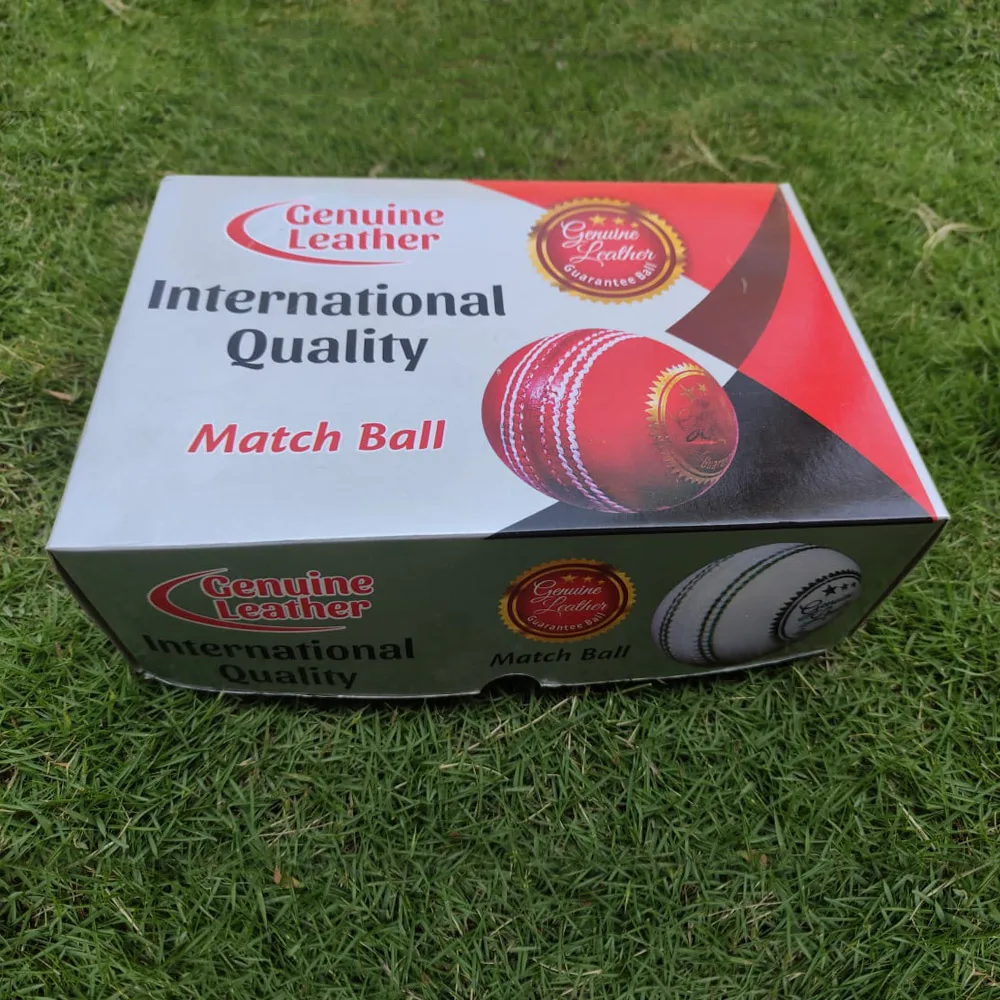 Genuine
Leather
International
Quality
Match Ball
Genuine
Leather
Guarantee Ball
Genuine
Leather
International
Quality
Genuine
Leather
Guarantee Ball
Match Ball